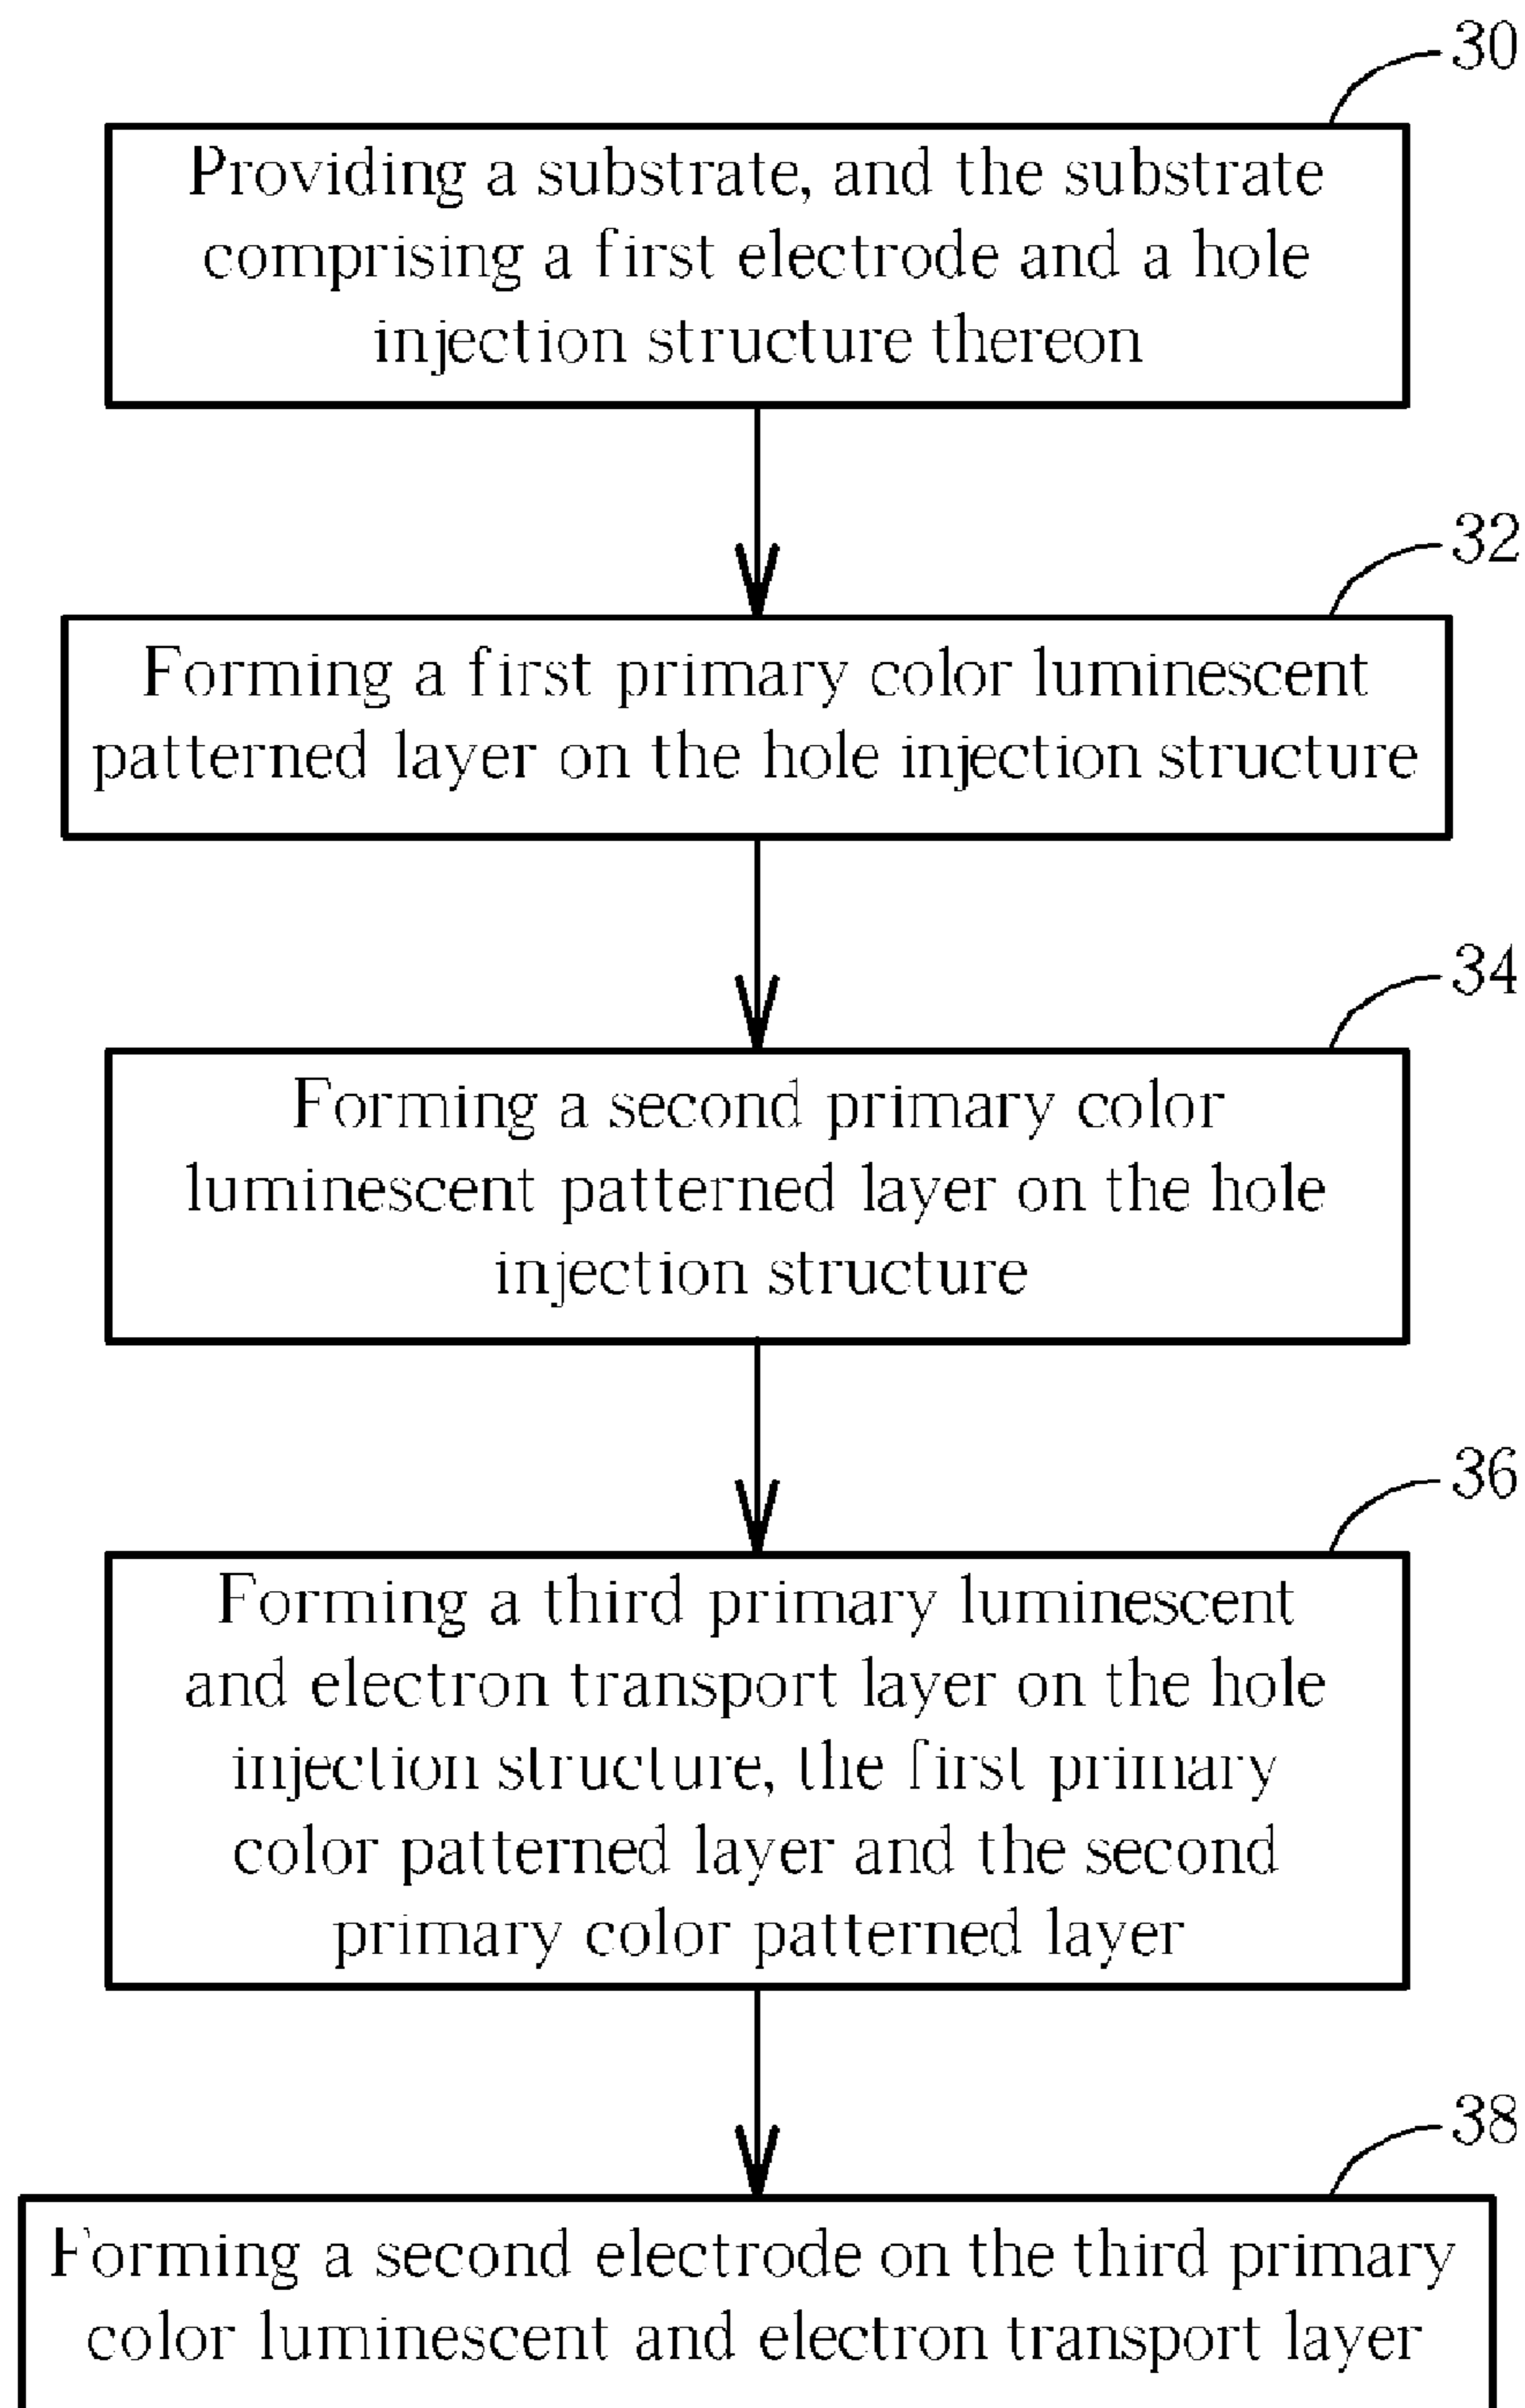 30
Providing a substrate, and the substrate
comprising a first electrode and a hole
injection structure thereon
32
Forming a first primary color luminescent
patterned layer on the hole injection structure
34
Forming a second primary color
luminescent patterned layer on the hole
injection structure
36
Forming a third primary luminescent
and electron transport layer on the hole
injection structure, the first primary
color patterned layer and the second
primary color patterned layer
38
Forming a second electrode on the third primary
color luminescent and electron transport layer